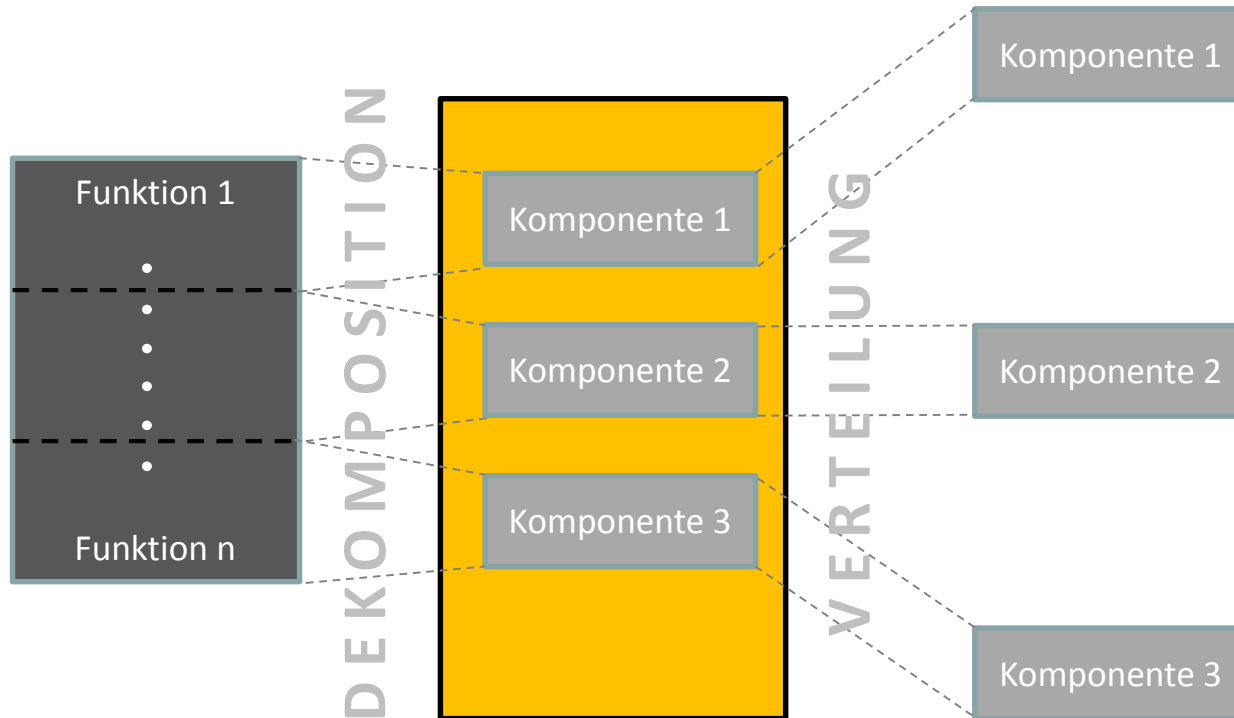 Funktion 1
Funktion n
DEKOMPOSITION
Komponente 1
Komponente 2
Komponente 3
VERTEILUNG
Komponente 1
Komponente 2
Komponente 3